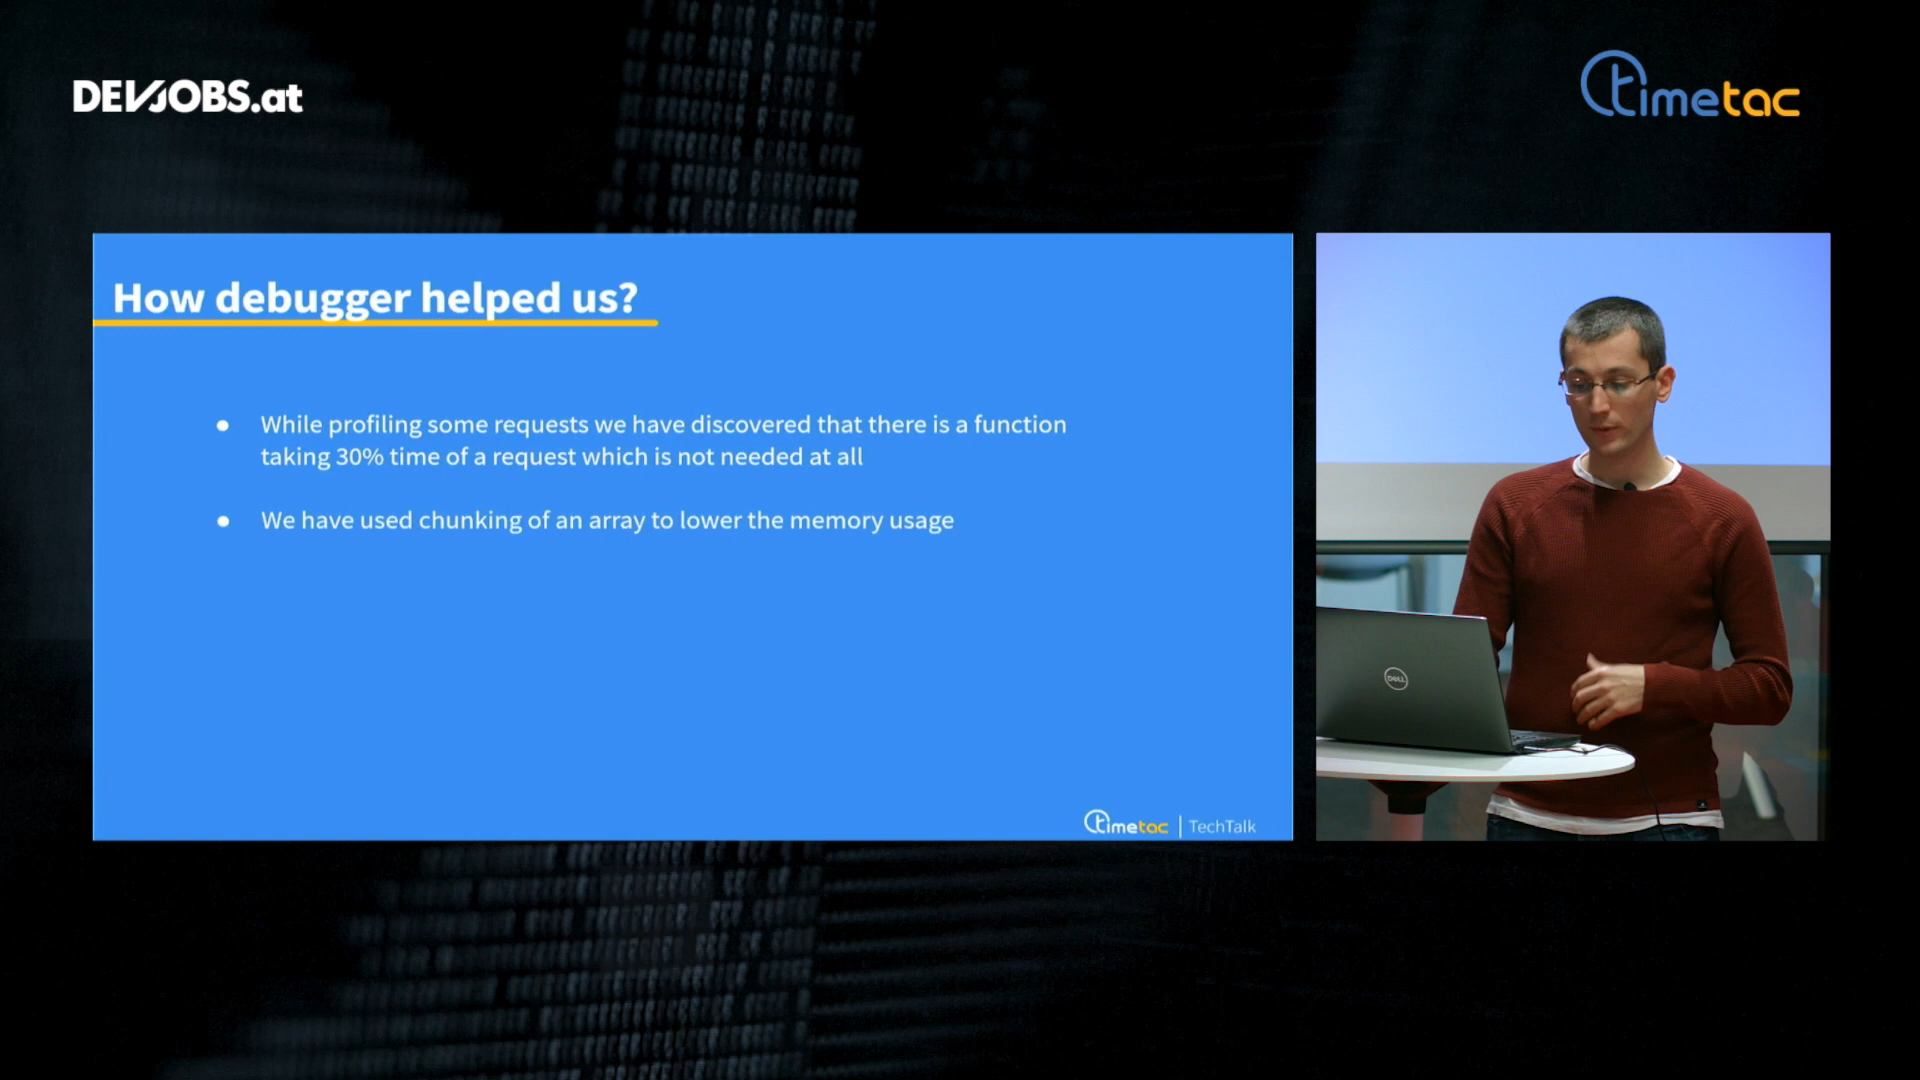 DEVJOBS.at
timetac
How debugger helped us?
While profiling some requests we have discovered that there is a function
taking 30% time of a request which is not needed at all
We have used chunking of an array to lower the memory usage
DELL
timetac | TechTalk